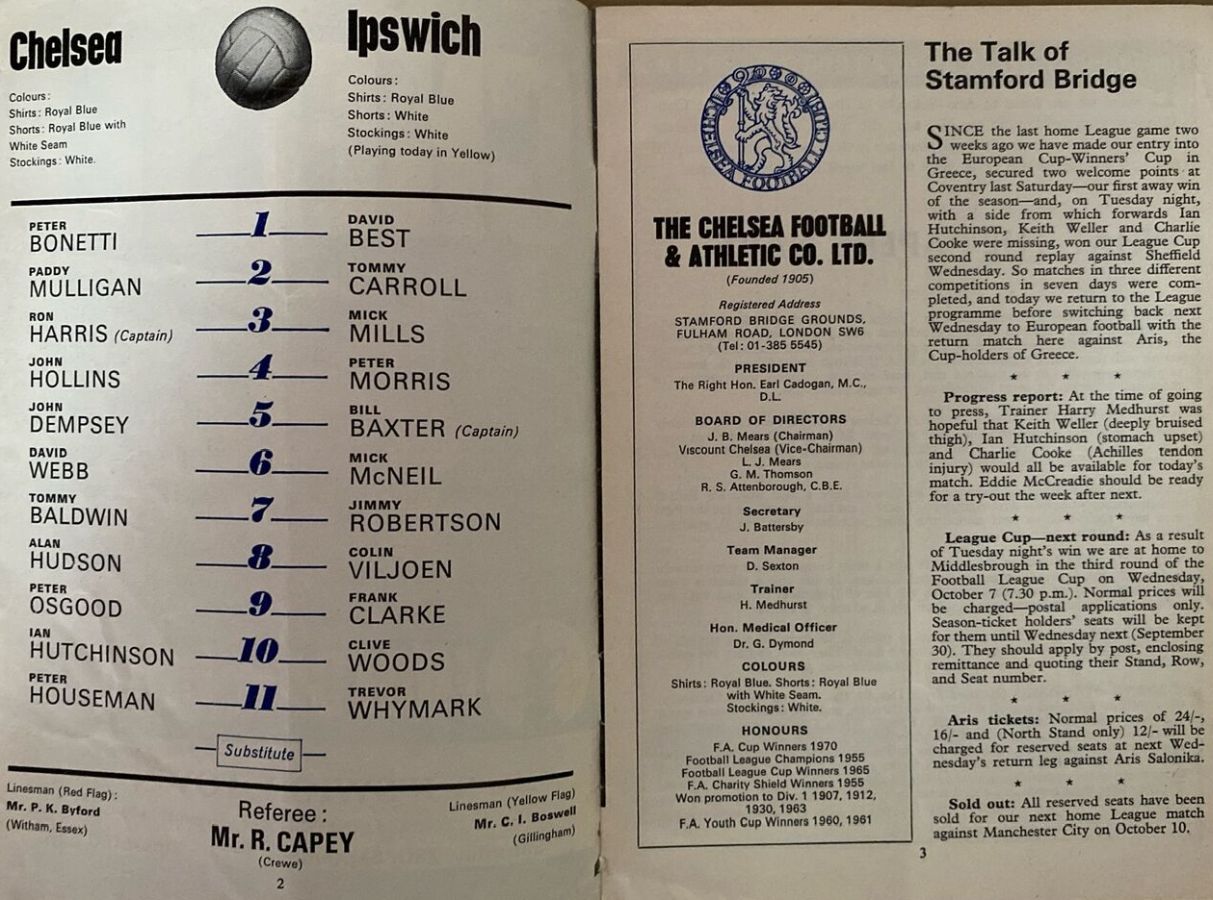 Chelsea
Colours:
Shirts: Royal Blue
Shorts: Royal Blue with
White Seam
Stockings: White.
Ipswich
Colours:
Shirts: Royal Blue
Shorts: White
Stockings: White
(Playing today in Yellow)
PETER
BONETTI
1
DAVID
BEST
PADDY
MULLIGAN
2
TOMMY
CARROLL
RON
HARRIS (Captain)
3
MICK
MILLS
JOHN
HOLLINS
4
PETER
MORRIS
JOHN
DEMPSEY
5
BILL
BAXTER (Captain)
DAVID
WEBB
6
MICK
McNEIL
TOMMY
BALDWIN
7
JIMMY
ROBERTSON
ALAN
HUDSON
8
COLIN
VILJOEN
PETER
OSGOOD
9
FRANK
CLARKE
IAN
HUTCHINSON
10
CLIVE
WOODS
PETER
HOUSEMAN
11
TREVOR
WHYMARK
Substitute
Linesman (Red Flag):
Mr. P. K. Byford
(Witham, Essex)
Referee:
Mr. R. CAPEY
(Crewe)
Linesman (Yellow Flag)
Mr. C. I. Boswell
(Gillingham)
2
CHELSEA FOOTBALL CLUB
THE CHELSEA FOOTBALL
& ATHLETIC CO. LTD.
(Founded 1905)
Registered Address
STAMFORD BRIDGE GROUNDS,
FULHAM ROAD, LONDON SW6
(Tel: 01-385 5545)
PRESIDENT
The Right Hon. Earl Cadogan, M.C.,
D.L.
BOARD OF DIRECTORS
J. B. Mears (Chairman)
Viscount Chelsea (Vice-Chairman)
L. J. Mears
G. M. Thomson
R. S. Attenborough, C.B.E.
Secretary
J. Battersby
Team Manager
D. Sexton
Trainer
H. Medhurst
Hon. Medical Officer
Dr. G. Dymond
COLOURS
Shirts: Royal Blue. Shorts: Royal Blue
with White Seam.
Stockings: White.
HONOURS
F.A. Cup Winners 1970
Football League Champions 1955
Football League Cup Winners 1965
F.A. Charity Shield Winners 1955
Won promotion to Div. 1 1907, 1912,
1930, 1963
F.A. Youth Cup Winners 1960, 1961
The Talk of
Stamford Bridge
SINCE the last home League game two
weeks ago we have made our entry into
the European Cup-Winners' Cup in
Greece, secured two welcome points at
Coventry last Saturday—our first away win
of the season—and, on Tuesday night,
with a side from which forwards Ian
Hutchinson, Keith Weller and Charlie
Cooke were missing, won our League Cup
second round replay against Sheffield
Wednesday. So matches in three different
competitions in seven days were com-
pleted, and today we return to the League
programme before switching back next
Wednesday to European football with the
return match here against Aris, the
Cup-holders of Greece.
★ ★ ★
Progress report: At the time of going
to press, Trainer Harry Medhurst was
hopeful that Keith Weller (deeply bruised
thigh), Ian Hutchinson (stomach upset)
and Charlie Cooke (Achilles tendon
injury) would all be available for today's
match. Eddie McCreadie should be ready
for a try-out the week after next.
★ ★ ★
League Cup—next round: As a result
of Tuesday night's win we are at home to
Middlesbrough in the third round of the
Football League Cup on Wednesday,
October 7 (7.30 p.m.). Normal prices will
be charged—postal applications only.
Season-ticket holders' seats will be kept
for them until Wednesday next (September
30). They should apply by post, enclosing
remittance and quoting their Stand, Row,
and Seat number.
★ ★ ★
Aris tickets: Normal prices of 24/-,
16/- and (North Stand only) 12/- will be
charged for reserved seats at next Wed-
nesday's return leg against Aris Salonika.
★ ★ ★
Sold out: All reserved seats have been
sold for our next home League match
against Manchester City on October 10.
3